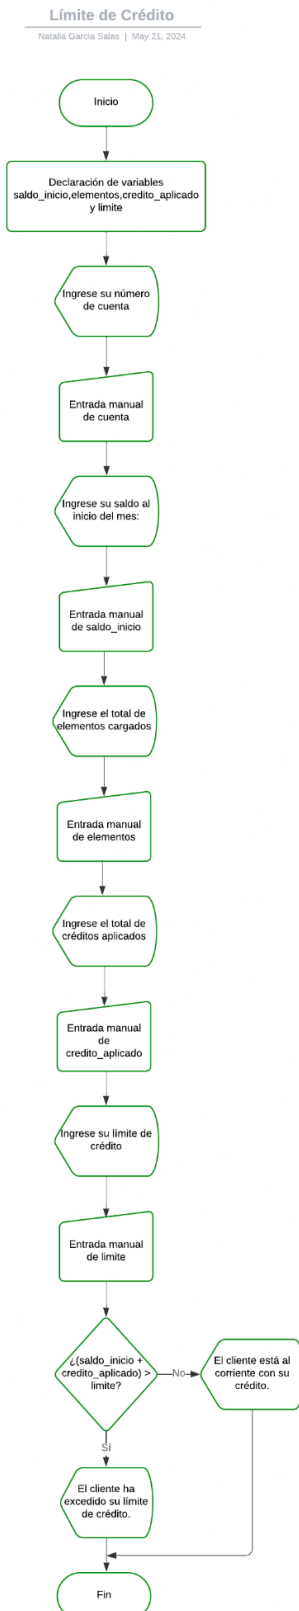 Límite de Crédito
Natalia García Salas | May 21, 2024
Inicio
Declaración de variables
saldo_inicio,elementos,credito_aplicado
y limite
Ingrese su número
de cuenta
Entrada manual
de cuenta
Ingrese su saldo al
inicio del mes:
Entrada manual
de saldo_inicio
Ingrese el total de
elementos cargados
Entrada manual
de elementos
Ingrese el total de
créditos aplicados
Entrada manual
de
credito_aplicado
Ingrese su límite de
crédito
Entrada manual
de limite
¿(saldo_inicio +
credito_aplicado) >
limite?
No
El cliente está al
corriente con su
crédito.
Sí
El cliente ha
excedido su límite
de crédito.
Fin